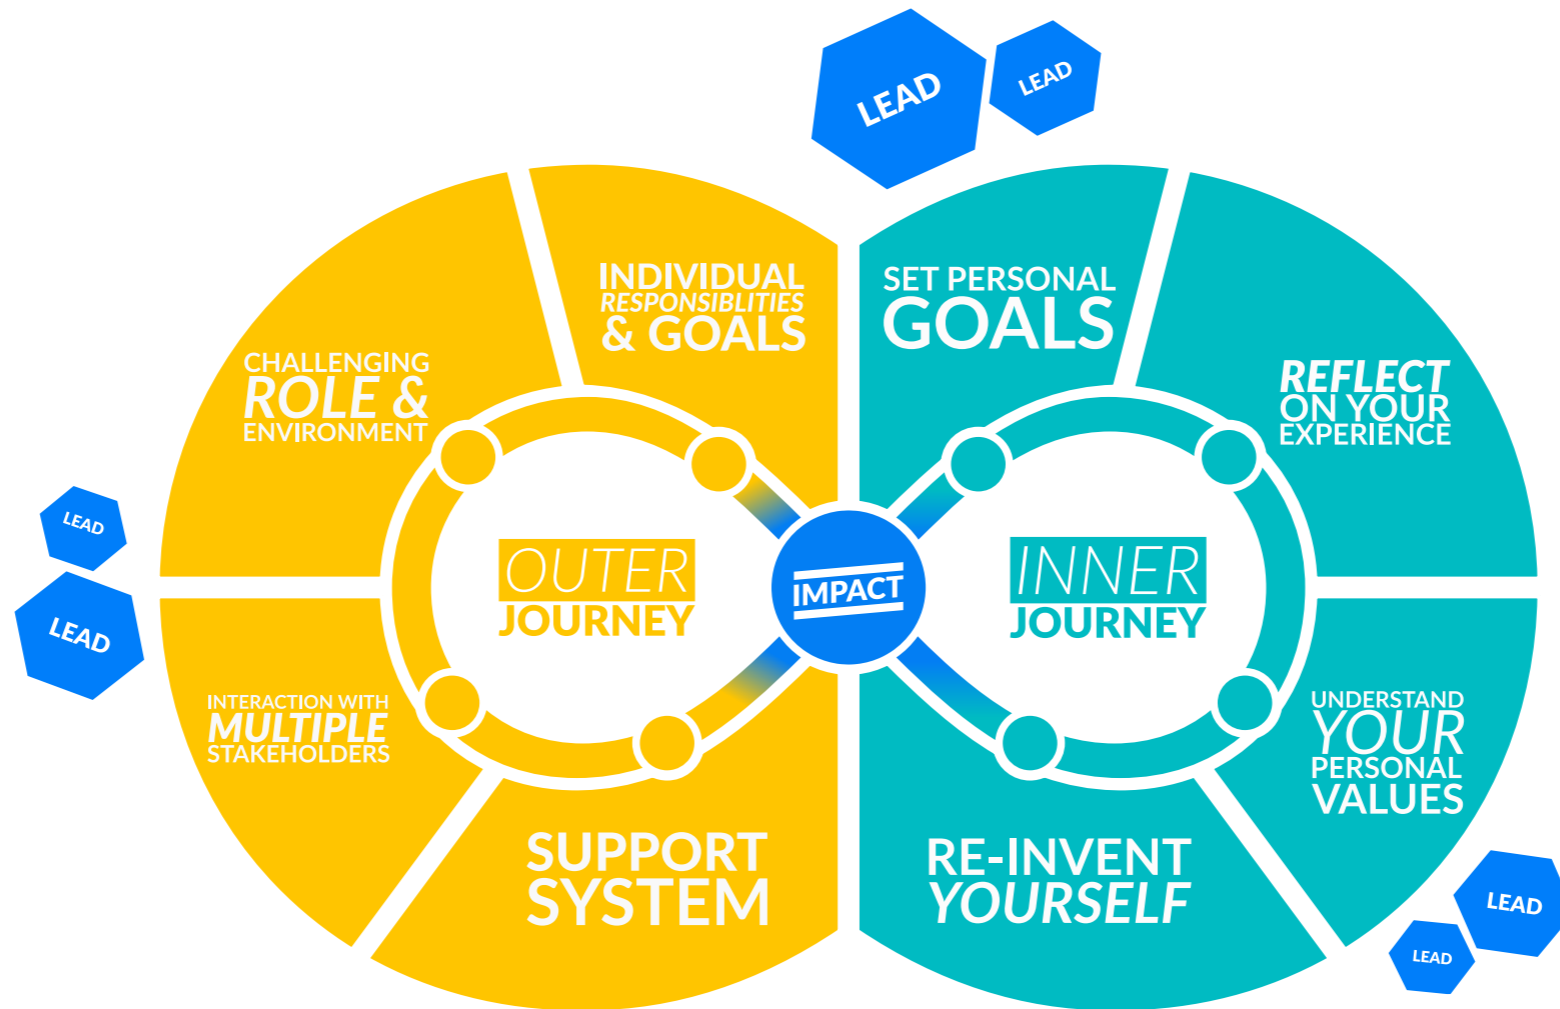 LEAD
LEAD
INDIVIDUAL
RESPONSIBLITIES
& GOALS
SET PERSONAL
GOALS
CHALLENGING
ROLE &
ENVIRONMENT
REFLECT
ON YOUR
EXPERIENCE
LEAD
LEAD
OUTER
JOURNEY
IMPACT
INNER
JOURNEY
INTERACTION WITH
MULTIPLE
STAKEHOLDERS
UNDERSTAND
YOUR
PERSONAL
VALUES
SUPPORT
SYSTEM
RE-INVENT
YOURSELF
LEAD
LEAD